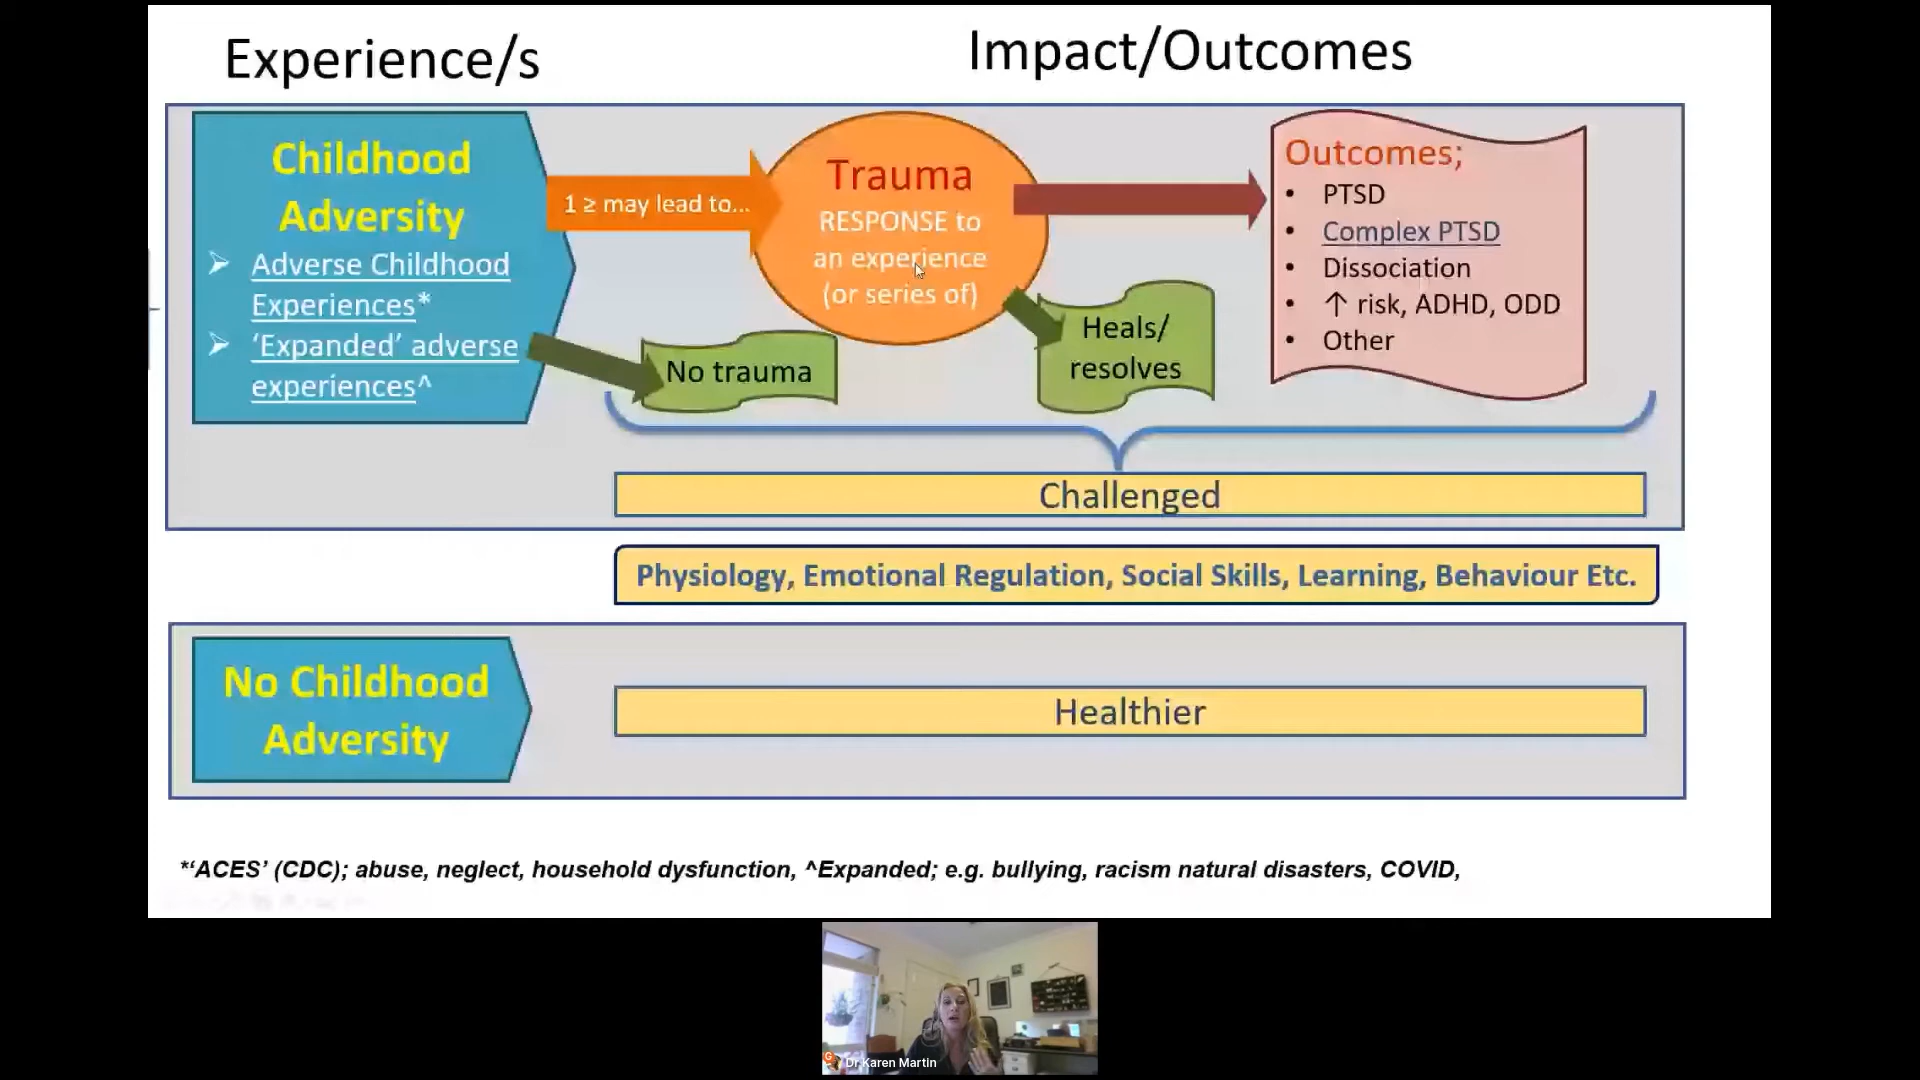 Experience/s
Impact/Outcomes
Childhood
Adversity
➢ Adverse Childhood
Experiences*
➢ ‘Expanded’ adverse
experiences^
1 ≥ may lead to...
Trauma
RESPONSE to
an experience
(or series of)
No trauma
Heals/
resolves
Outcomes;
• PTSD
• Complex PTSD
• Dissociation
• ↑ risk, ADHD, ODD
• Other
Challenged
Physiology, Emotional Regulation, Social Skills, Learning, Behaviour Etc.
No Childhood
Adversity
Healthier
*‘ACES’ (CDC); abuse, neglect, household dysfunction, ^Expanded; e.g. bullying, racism natural disasters, COVID,
Dr Karen Martin